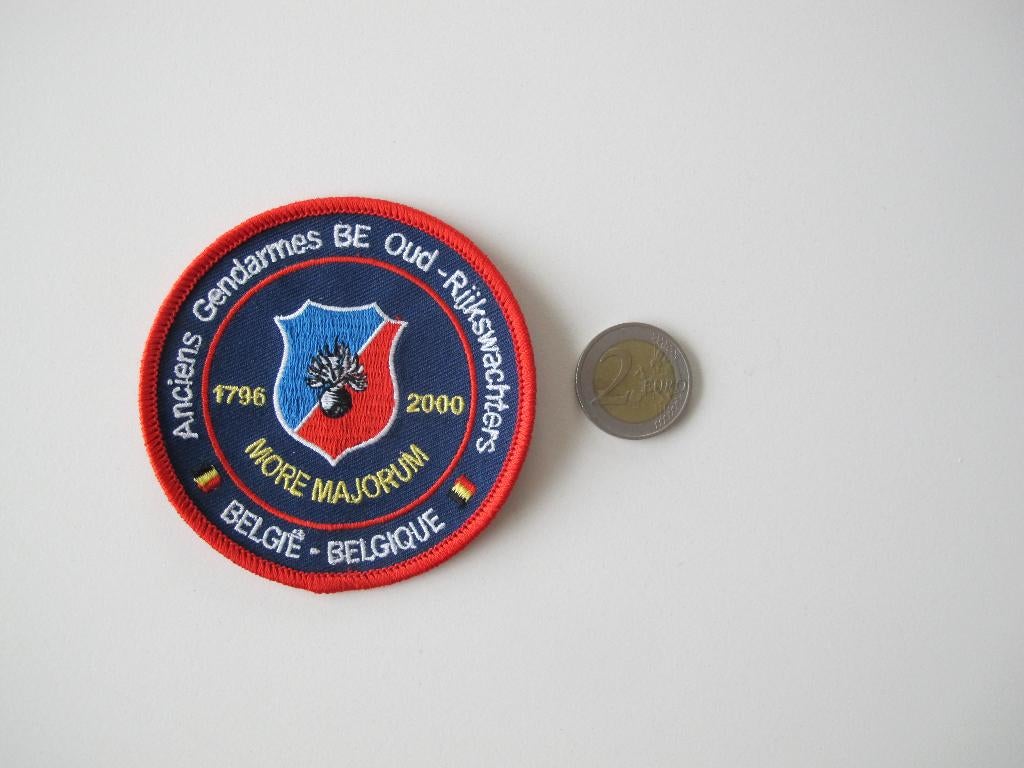 Anciens Gendarmes BE Oud-Rijkswachters
1796
2000
MORE MAJORUM
BELGIË - BELGIQUE
2 EURO